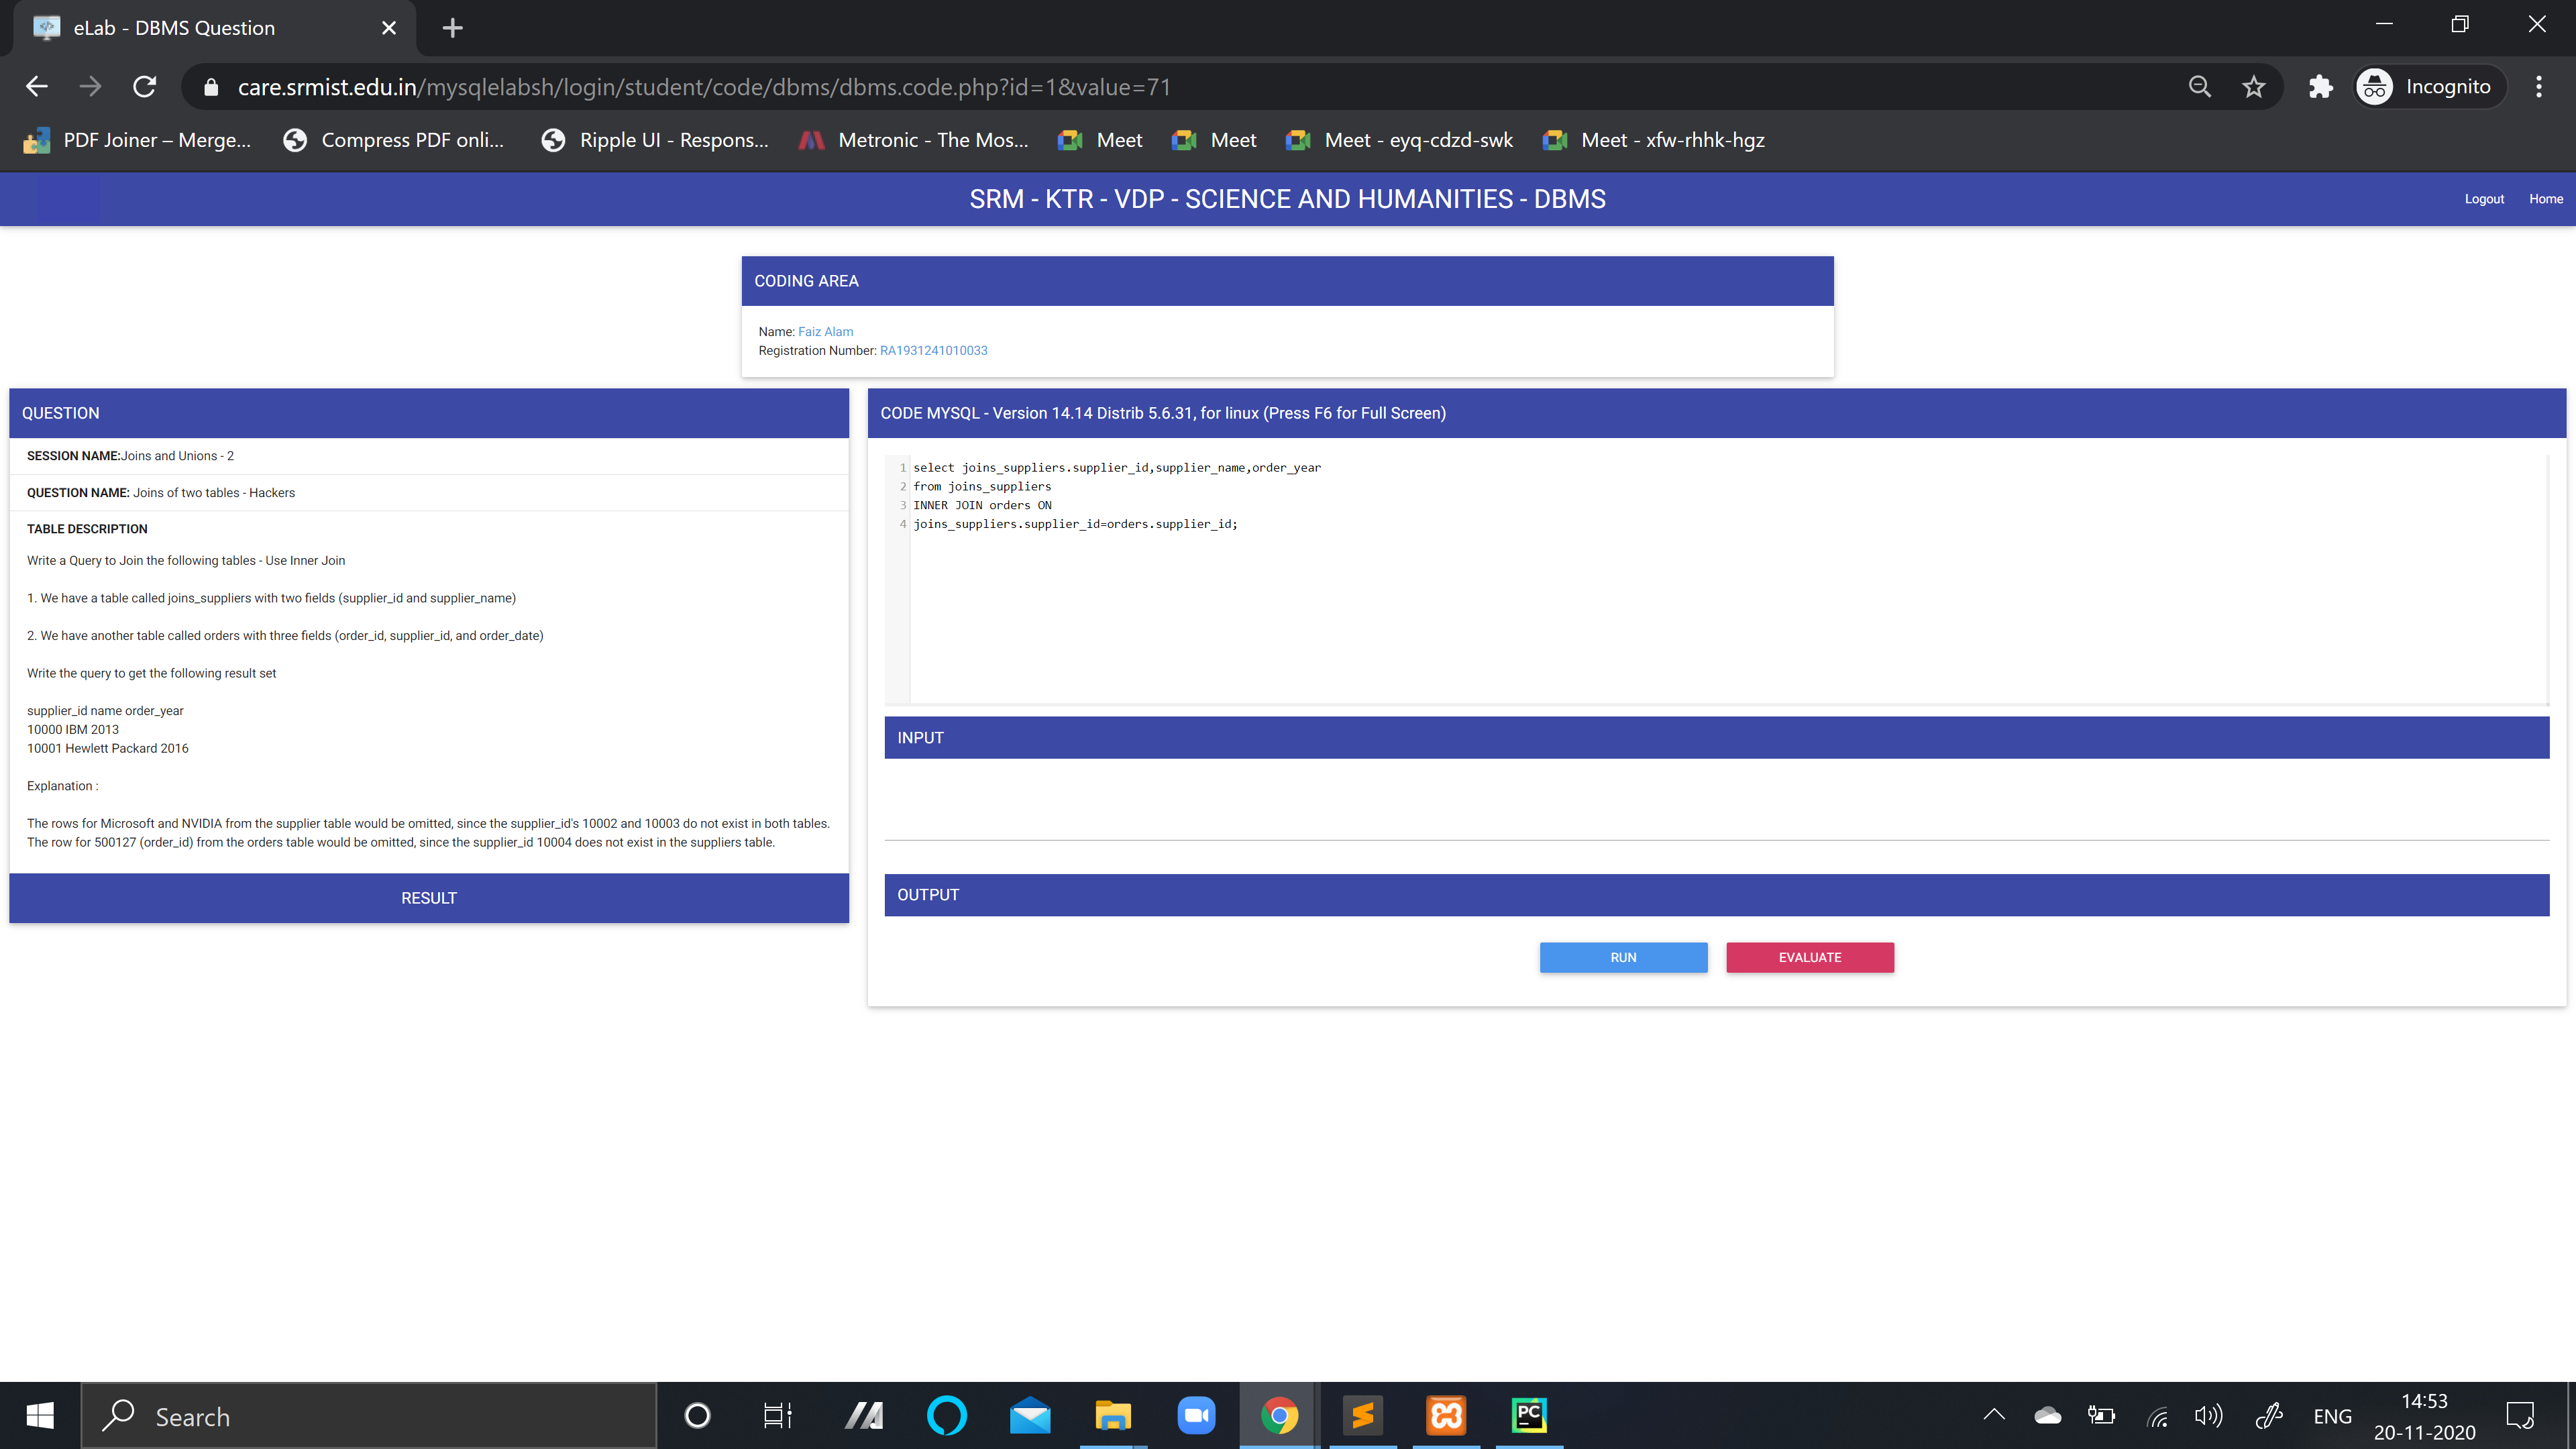 eLab - DBMS Question
care.srmist.edu.in/mysqlelabsh/login/student/code/dbms/dbms.code.php?id=1&value=71
Incognito
PDF Joiner – Merge...
Compress PDF onli...
Ripple UI - Respons...
Metronic - The Mos...
Meet
Meet
Meet - eyq-cdzd-swk
Meet - xfw-rhhk-hgz
SRM - KTR - VDP - SCIENCE AND HUMANITIES - DBMS
Logout
Home
CODING AREA
Name: Faiz Alam
Registration Number: RA1931241010033
QUESTION
SESSION NAME:Joins and Unions - 2
QUESTION NAME: Joins of two tables - Hackers
TABLE DESCRIPTION
Write a Query to Join the following tables - Use Inner Join
1. We have a table called joins_suppliers with two fields (supplier_id and supplier_name)
2. We have another table called orders with three fields (order_id, supplier_id, and order_date)
Write the query to get the following result set
supplier_id name order_year
10000 IBM 2013
10001 Hewlett Packard 2016
Explanation :
The rows for Microsoft and NVIDIA from the supplier table would be omitted, since the supplier_id's 10002 and 10003 do not exist in both tables.
The row for 500127 (order_id) from the orders table would be omitted, since the supplier_id 10004 does not exist in the suppliers table.
RESULT
CODE MYSQL - Version 14.14 Distrib 5.6.31, for linux (Press F6 for Full Screen)
1 select joins_suppliers.supplier_id,supplier_name,order_year
2 from joins_suppliers
3 INNER JOIN orders ON
4 joins_suppliers.supplier_id=orders.supplier_id;
INPUT
OUTPUT
RUN
EVALUATE
Search
PC
ENG
14:53
20-11-2020